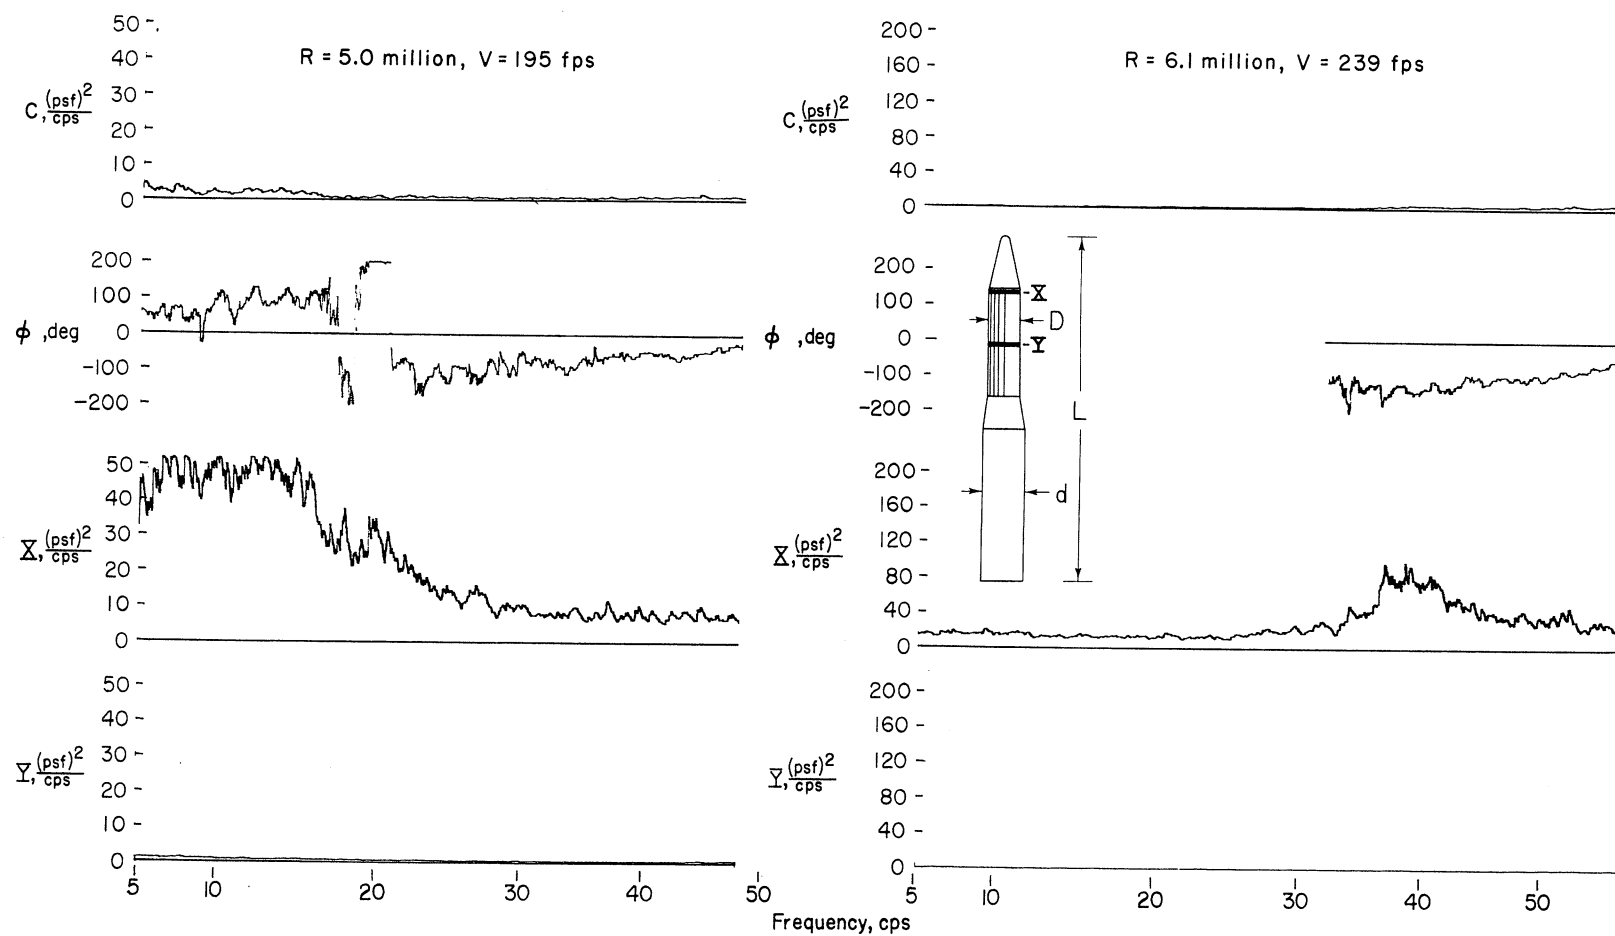 R = 5.0 million, V = 195 fps
50
40
30
20
10
0
C, (psf)²/cps
200
100
0
-100
-200
ϕ ,deg
50
40
30
20
10
0
X, (psf)²/cps
50
40
30
20
10
0
Y, (psf)²/cps
5 10 20 30 40 50
R = 6.1 million, V = 239 fps
200
160
120
80
40
0
C, (psf)²/cps
200
100
0
-100
-200
ϕ ,deg
X
D
Y
L
d
200
160
120
80
40
0
X, (psf)²/cps
200
160
120
80
40
0
Y, (psf)²/cps
5 10 20 30 40 50
Frequency, cps